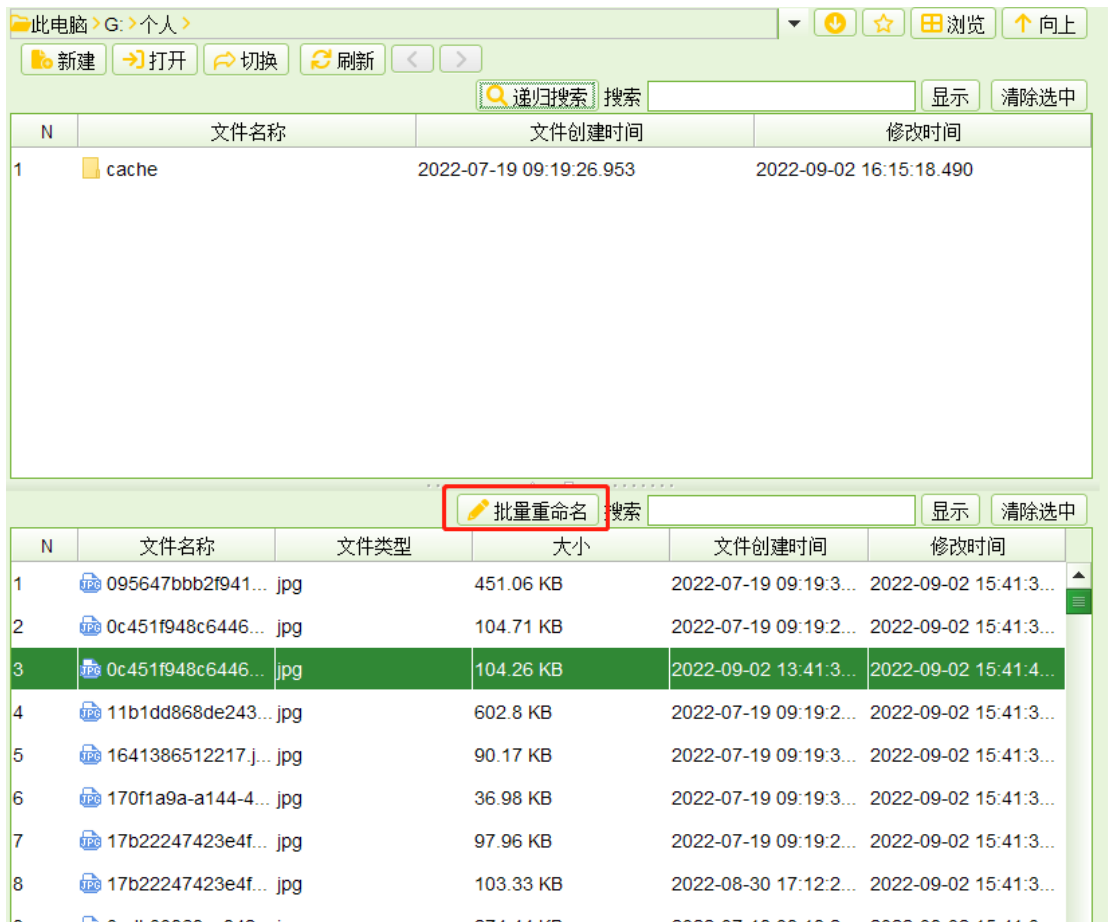 此电脑 > G: > 个人 > 浏览 向上
新建 打开 切换 刷新
递归搜索 搜索 显示 清除选中
N 文件名称 文件创建时间 修改时间
1 cache 2022-07-19 09:19:26.953 2022-09-02 16:15:18.490
批量重命名 搜索 显示 清除选中
N 文件名称 文件类型 大小 文件创建时间 修改时间
1 095647bbb2f941... jpg 451.06 KB 2022-07-19 09:19:3... 2022-09-02 15:41:3...
2 0c451f948c6446... jpg 104.71 KB 2022-07-19 09:19:2... 2022-09-02 15:41:3...
3 0c451f948c6446... jpg 104.26 KB 2022-09-02 13:41:3... 2022-09-02 15:41:4...
4 11b1dd868de243... jpg 602.8 KB 2022-07-19 09:19:2... 2022-09-02 15:41:3...
5 1641386512217.j... jpg 90.17 KB 2022-07-19 09:19:3... 2022-09-02 15:41:3...
6 170f1a9a-a144-4... jpg 36.98 KB 2022-07-19 09:19:3... 2022-09-02 15:41:3...
7 17b22247423e4f... jpg 97.96 KB 2022-07-19 09:19:2... 2022-09-02 15:41:3...
8 17b22247423e4f... jpg 103.33 KB 2022-08-30 17:12:2... 2022-09-02 15:41:3...